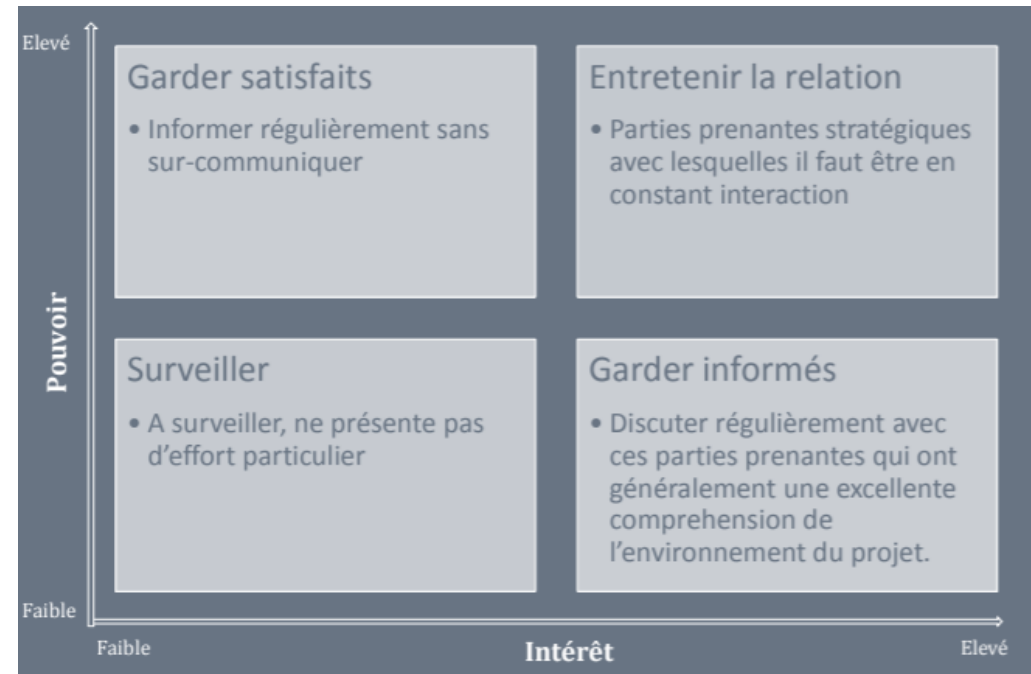 Elevé
Garder satisfaits
• Informer régulièrement sans
sur-communiquer
Entretenir la relation
• Parties prenantes stratégiques
avec lesquelles il faut être en
constant interaction
Pouvoir
Surveiller
• A surveiller, ne présente pas
d’effort particulier
Garder informés
• Discuter régulièrement avec
ces parties prenantes qui ont
généralement une excellente
comprehension de
l’environnement du projet.
Faible
Faible
Intérêt
Elevé